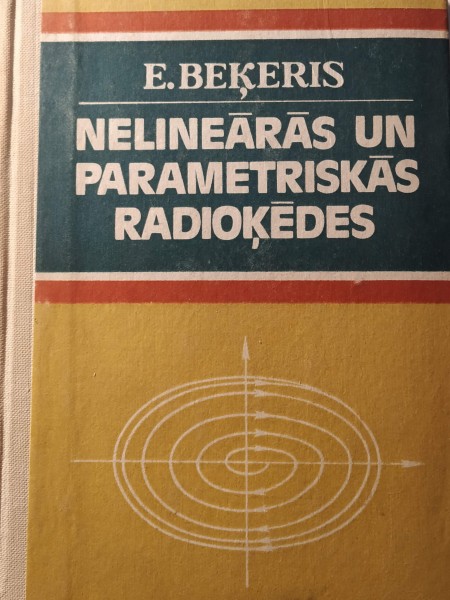 E. BEĶERIS
NELINEĀRĀS UN
PARAMETRISKĀS
RADIOĶĒDES